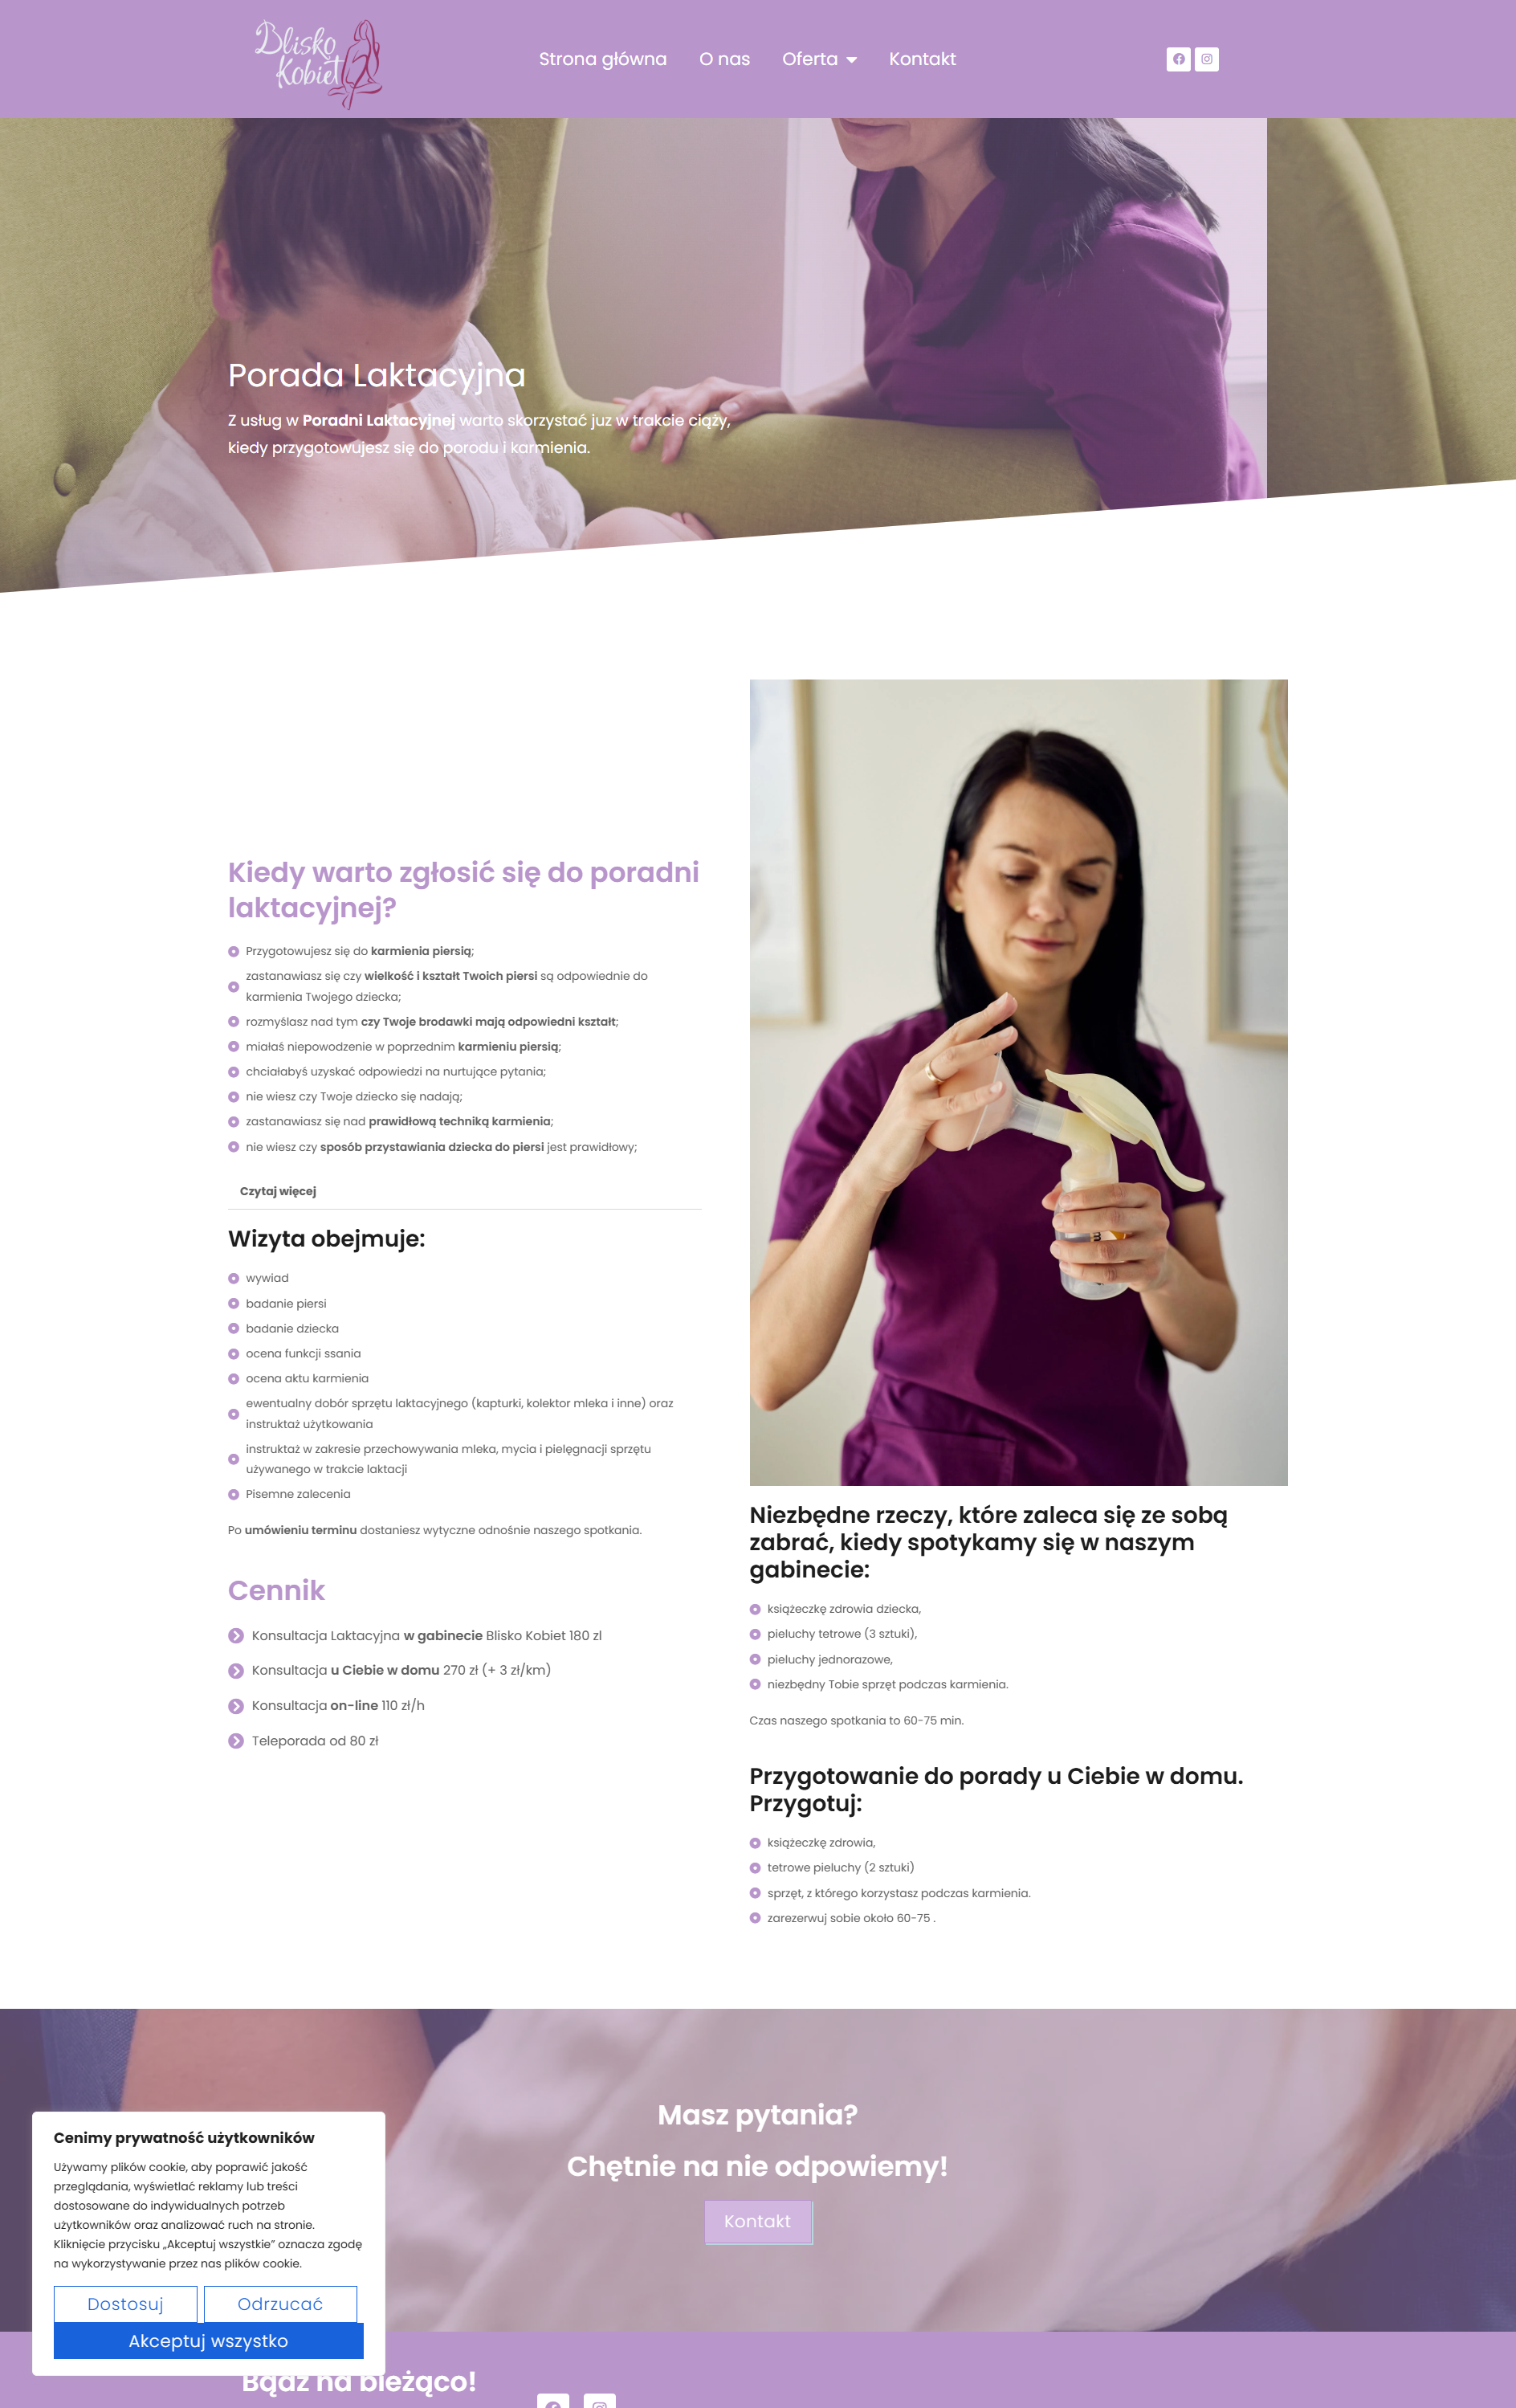 Blisko
Kobiet
Strona główna
O nas
Oferta
Kontakt
Porada Laktacyjna
Z usług w Poradni Laktacyjnej warto skorzystać juz w trakcie ciąży,
kiedy przygotowujesz się do porodu i karmienia.
Kiedy warto zgłosić się do poradni
laktacyjnej?
Przygotowujesz się do karmienia piersią;
zastanawiasz się czy wielkość i kształt Twoich piersi są odpowiednie do
karmienia Twojego dziecka;
rozmyślasz nad tym czy Twoje brodawki mają odpowiedni kształt;
miałaś niepowodzenie w poprzednim karmieniu piersią;
chciałabyś uzyskać odpowiedzi na nurtujące pytania;
nie wiesz czy Twoje dziecko się nadają;
zastanawiasz się nad prawidłową techniką karmienia;
nie wiesz czy sposób przystawiania dziecka do piersi jest prawidłowy;
Czytaj więcej
Wizyta obejmuje:
wywiad
badanie piersi
badanie dziecka
ocena funkcji ssania
ocena aktu karmienia
ewentualny dobór sprzętu laktacyjnego (kapturki, kolektor mleka i inne) oraz
instruktaż użytkowania
instruktaż w zakresie przechowywania mleka, mycia i pielęgnacji sprzętu
używanego w trakcie laktacji
Pisemne zalecenia
Po umówieniu terminu dostaniesz wytyczne odnośnie naszego spotkania.
Cennik
Konsultacja Laktacyjna w gabinecie Blisko Kobiet 180 zl
Konsultacja u Ciebie w domu 270 zł (+ 3 zł/km)
Konsultacja on-line 110 zł/h
Teleporada od 80 zł
Niezbędne rzeczy, które zaleca się ze sobą
zabrać, kiedy spotykamy się w naszym
gabinecie:
książeczkę zdrowia dziecka,
pieluchy tetrowe (3 sztuki),
pieluchy jednorazowe,
niezbędny Tobie sprzęt podczas karmienia.
Czas naszego spotkania to 60-75 min.
Przygotowanie do porady u Ciebie w domu.
Przygotuj:
książeczkę zdrowia,
tetrowe pieluchy (2 sztuki)
sprzęt, z którego korzystasz podczas karmienia.
zarezerwuj sobie około 60-75 .
Masz pytania?
Chętnie na nie odpowiemy!
Kontakt
Cenimy prywatność użytkowników
Używamy plików cookie, aby poprawić jakość
przeglądania, wyświetlać reklamy lub treści
dostosowane do indywidualnych potrzeb
użytkowników oraz analizować ruch na stronie.
Kliknięcie przycisku „Akceptuj wszystkie” oznacza zgodę
na wykorzystywanie przez nas plików cookie.
Dostosuj
Odrzucać
Akceptuj wszystko
Bądź na bieżąco!